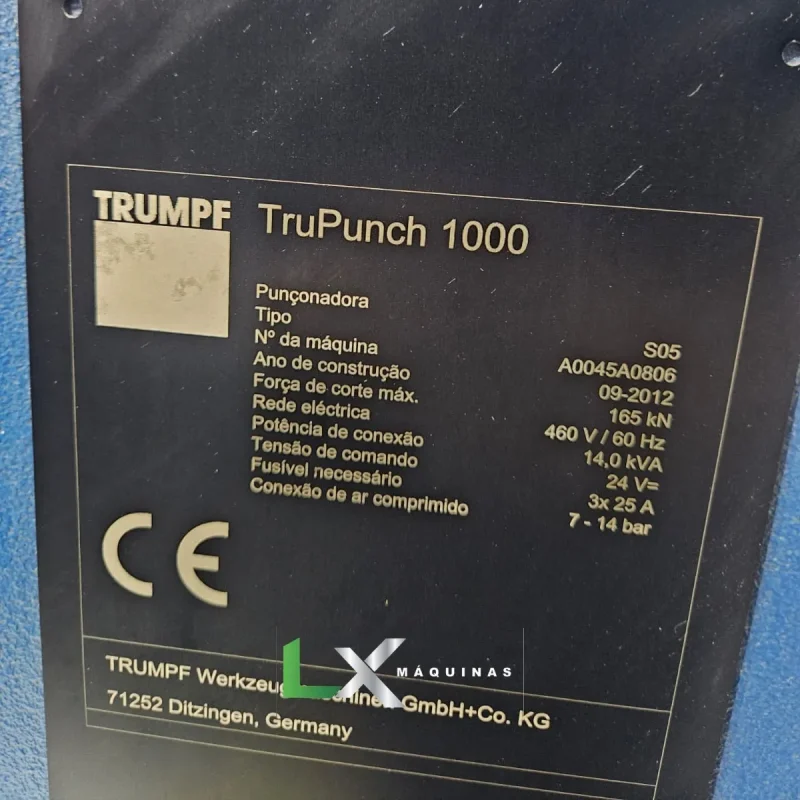 TRUMPF
TruPunch 1000
Punçonadora
Tipo S05
Nº da máquina A0045A0806
Ano de construção 09-2012
Força de corte máx. 165 kN
Rede eléctrica 460 V / 60 Hz
Potência de conexão 14,0 kVA
Tensão de comando 24 V=
Fusível necessário 3x 25 A
Conexão de ar comprimido 7 - 14 bar
CE
TRUMPF GmbH+Co. KG
71252 Ditzingen, Germany
LX MÁQUINAS